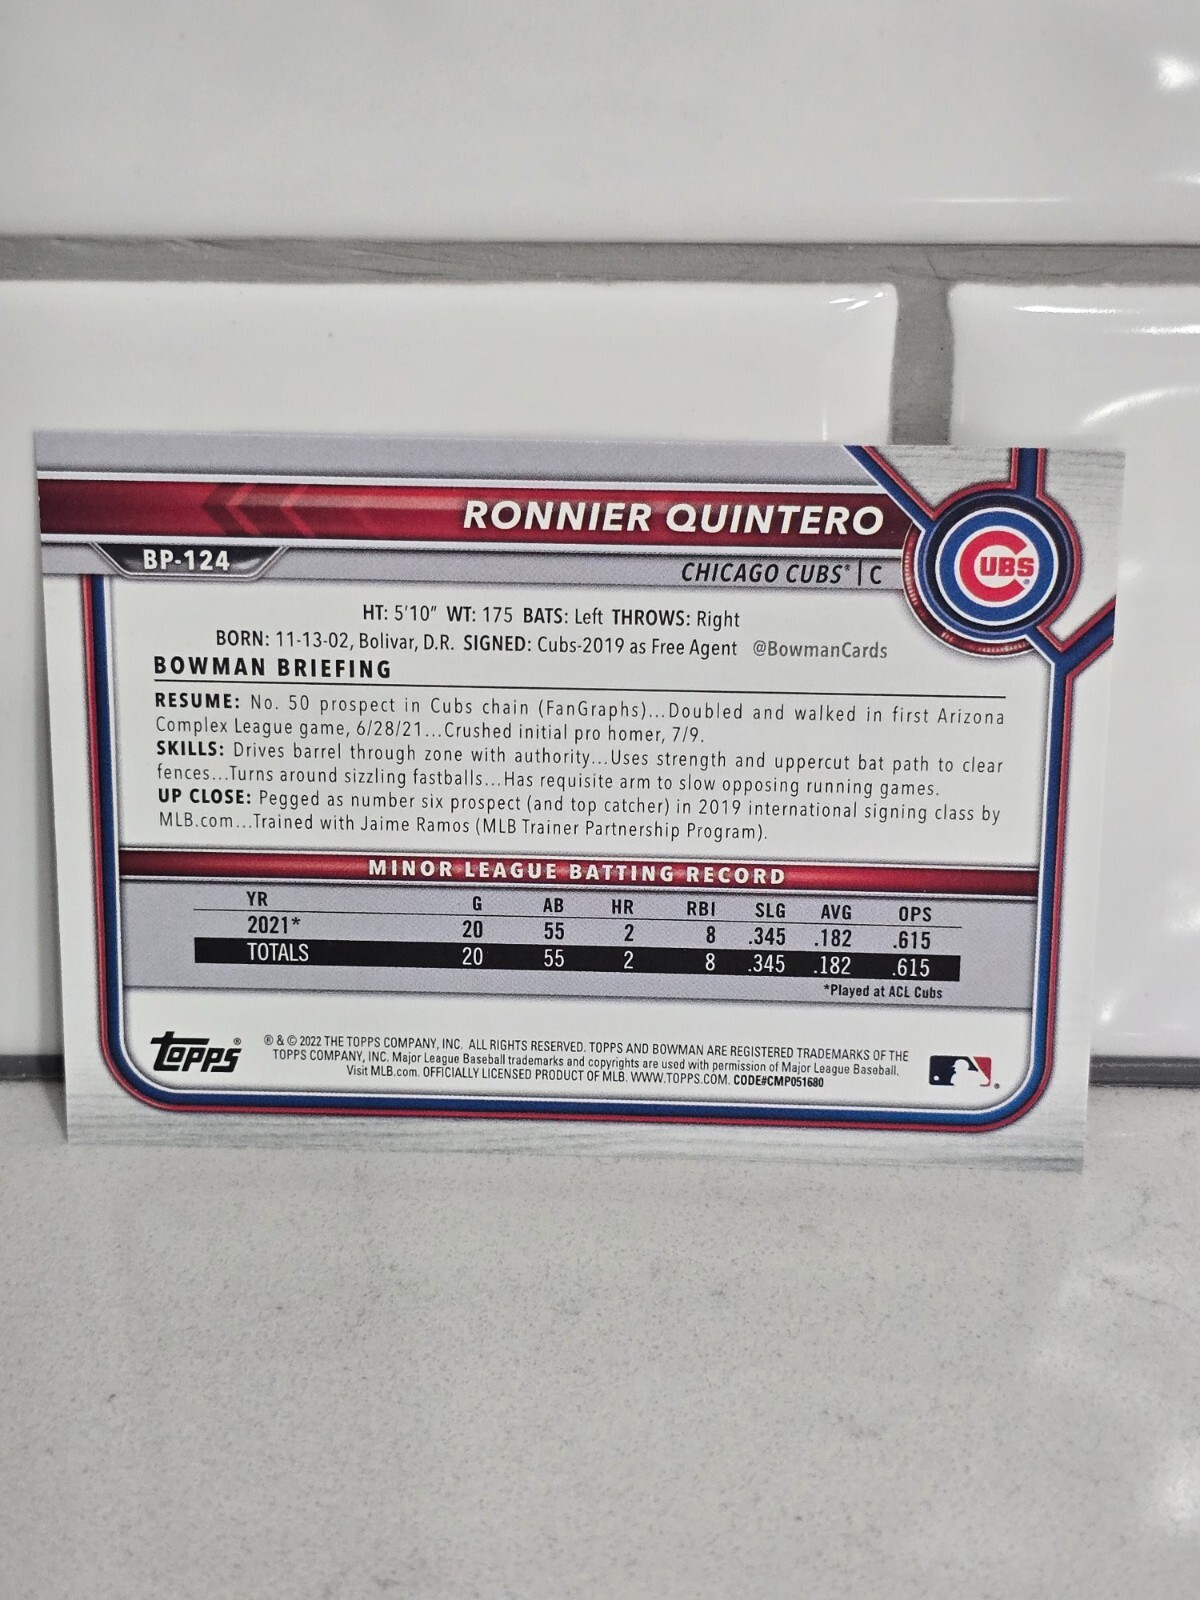 RONNIER QUINTERO
BP-124
CHICAGO CUBS® | C
CUBS
HT: 5'10" WT: 175 BATS: Left THROWS: Right
BORN: 11-13-02, Bolivar, D.R. SIGNED: Cubs-2019 as Free Agent @BowmanCards
BOWMAN BRIEFING
RESUME: No. 50 prospect in Cubs chain (FanGraphs)...Doubled and walked in first Arizona
Complex League game, 6/28/21...Crushed initial pro homer, 7/9.
SKILLS: Drives barrel through zone with authority...Uses strength and uppercut bat path to clear
fences...Turns around sizzling fastballs...Has requisite arm to slow opposing running games.
UP CLOSE: Pegged as number six prospect (and top catcher) in 2019 international signing class by
MLB.com...Trained with Jaime Ramos (MLB Trainer Partnership Program).
MINOR LEAGUE BATTING RECORD
YR G AB HR RBI SLG AVG OPS
2021* 20 55 2 8 .345 .182 .615
TOTALS 20 55 2 8 .345 .182 .615
*Played at ACL Cubs
topps®
® & © 2022 THE TOPPS COMPANY, INC. ALL RIGHTS RESERVED. TOPPS AND BOWMAN ARE REGISTERED TRADEMARKS OF THE
TOPPS COMPANY, INC. Major League Baseball trademarks and copyrights are used with permission of Major League Baseball.
Visit MLB.com. OFFICIALLY LICENSED PRODUCT OF MLB. WWW.TOPPS.COM. CODE#CMP051680